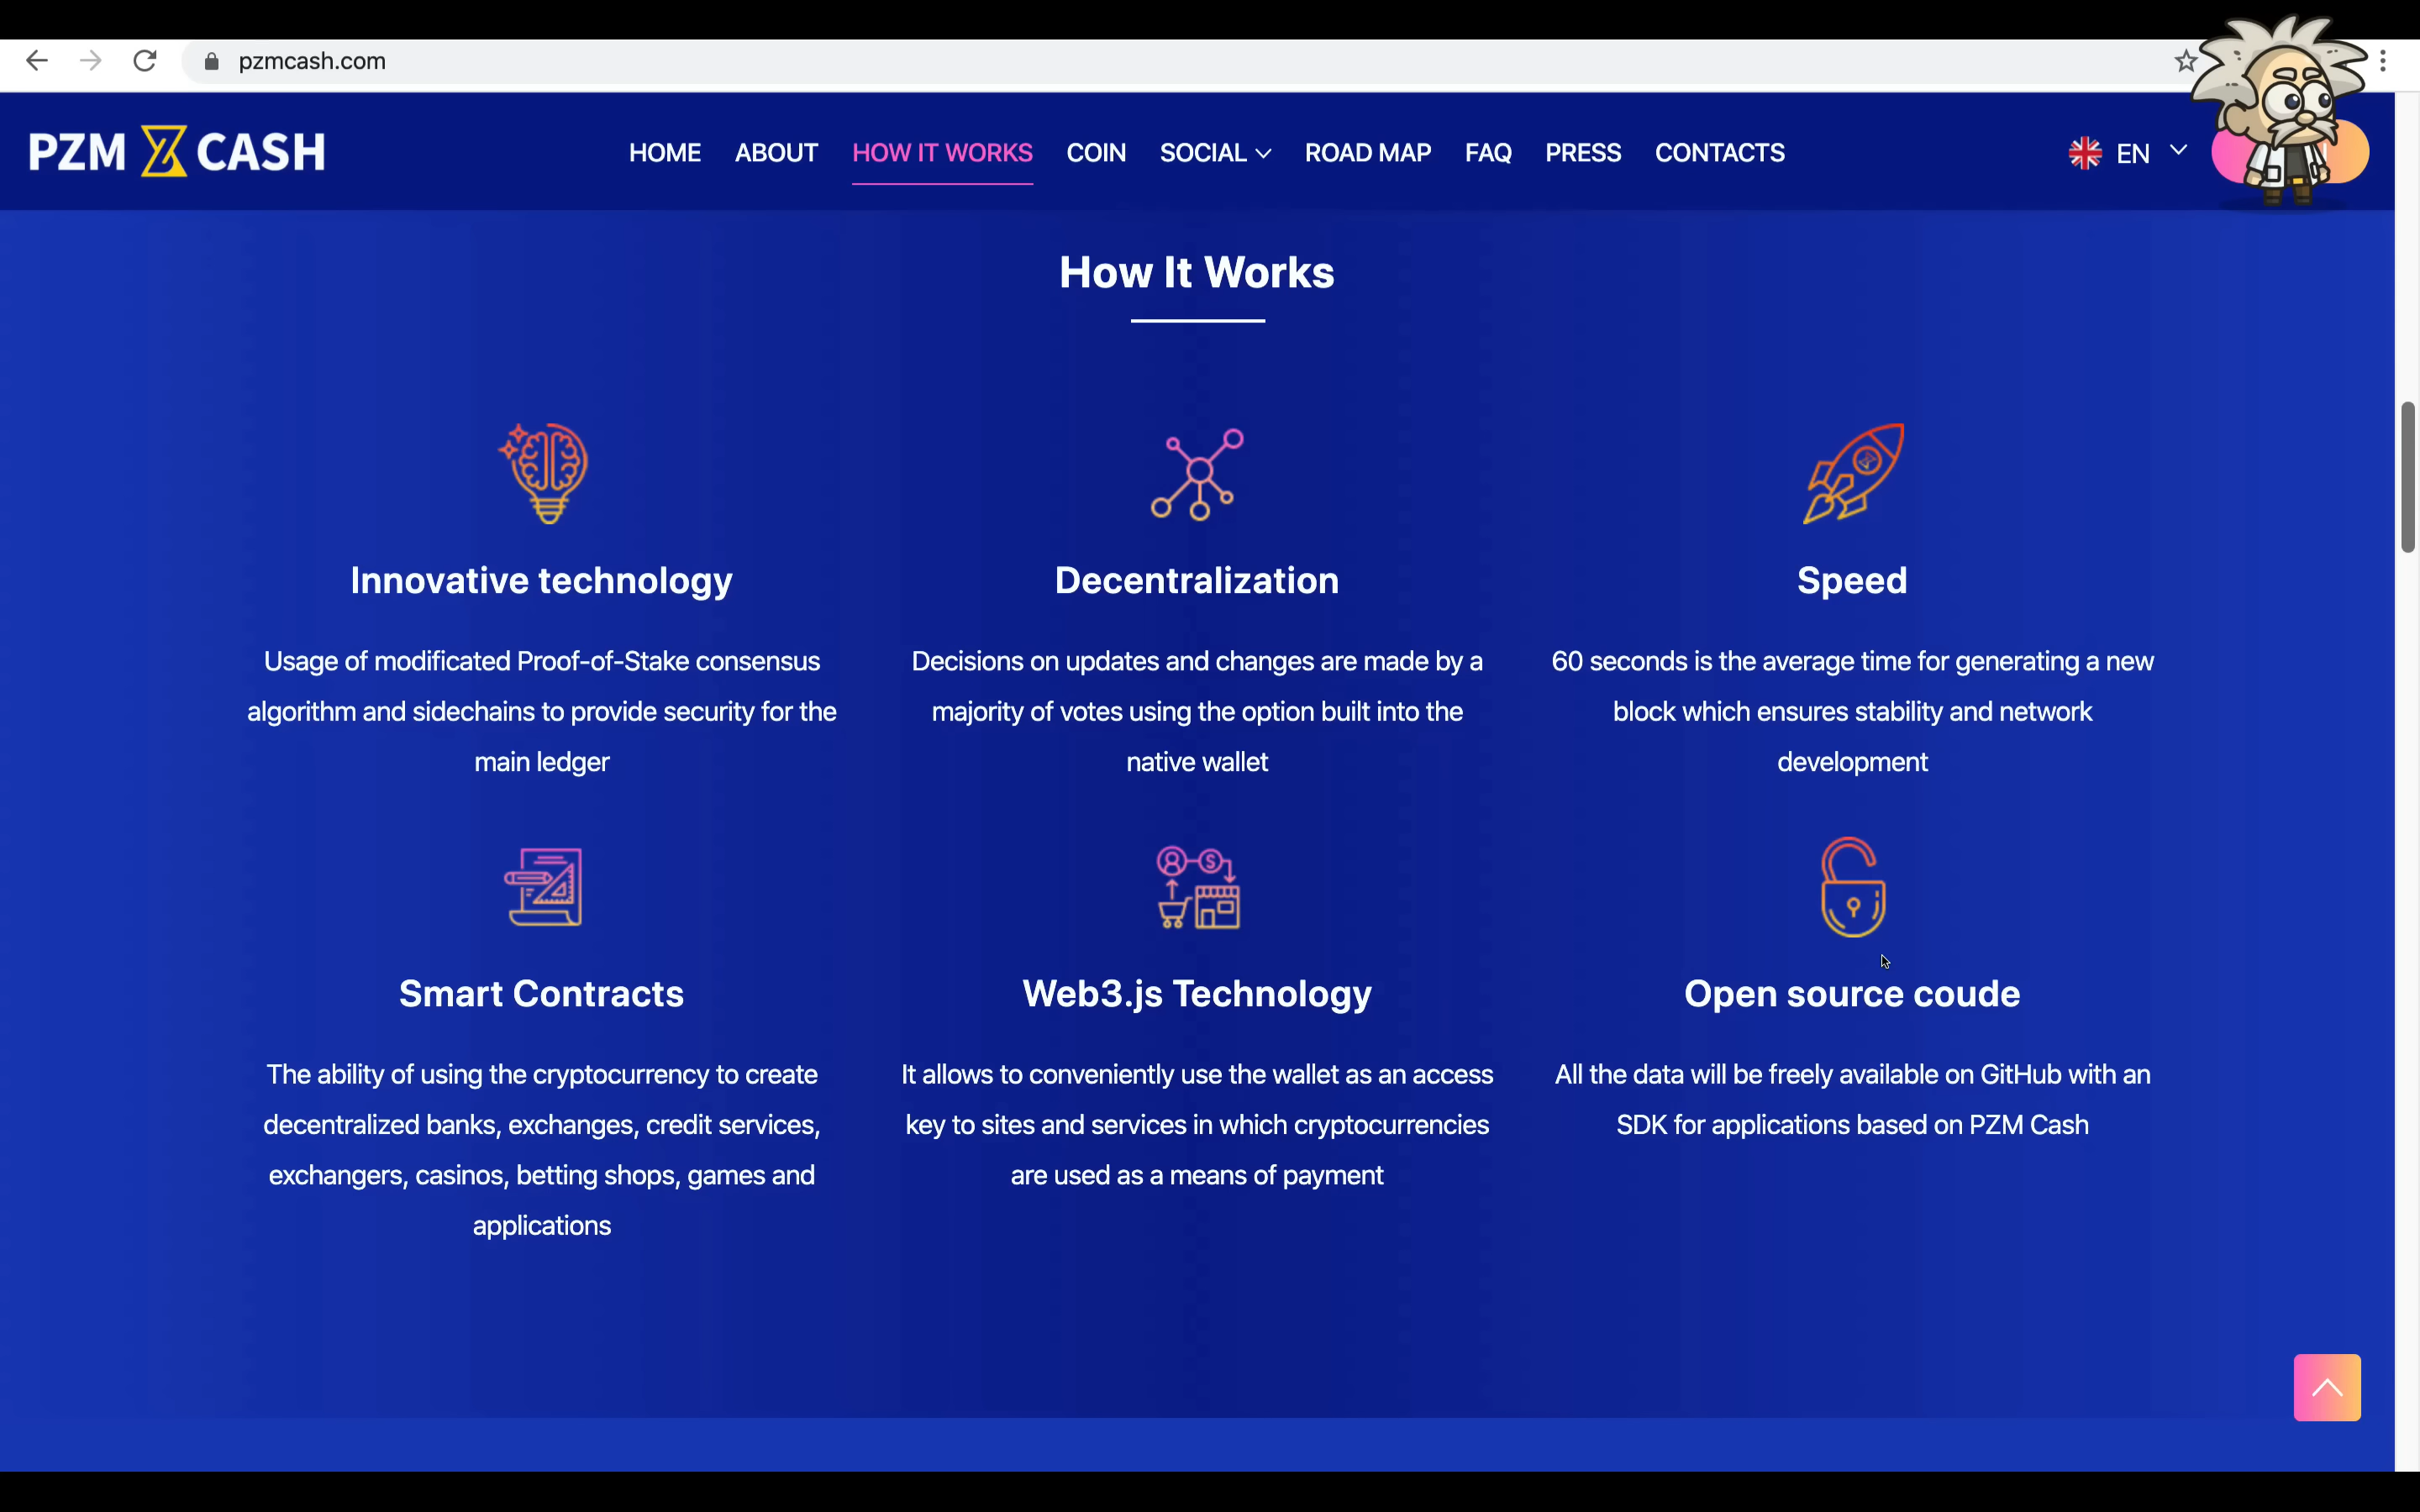 pzmcash.com
PZM CASH
HOME ABOUT HOW IT WORKS COIN SOCIAL ROAD MAP FAQ PRESS CONTACTS EN
How It Works
Innovative technology
Usage of modificated Proof-of-Stake consensus
algorithm and sidechains to provide security for the
main ledger
Decentralization
Decisions on updates and changes are made by a
majority of votes using the option built into the
native wallet
Speed
60 seconds is the average time for generating a new
block which ensures stability and network
development
Smart Contracts
The ability of using the cryptocurrency to create
decentralized banks, exchanges, credit services,
exchangers, casinos, betting shops, games and
applications
Web3.js Technology
It allows to conveniently use the wallet as an access
key to sites and services in which cryptocurrencies
are used as a means of payment
Open source coude
All the data will be freely available on GitHub with an
SDK for applications based on PZM Cash